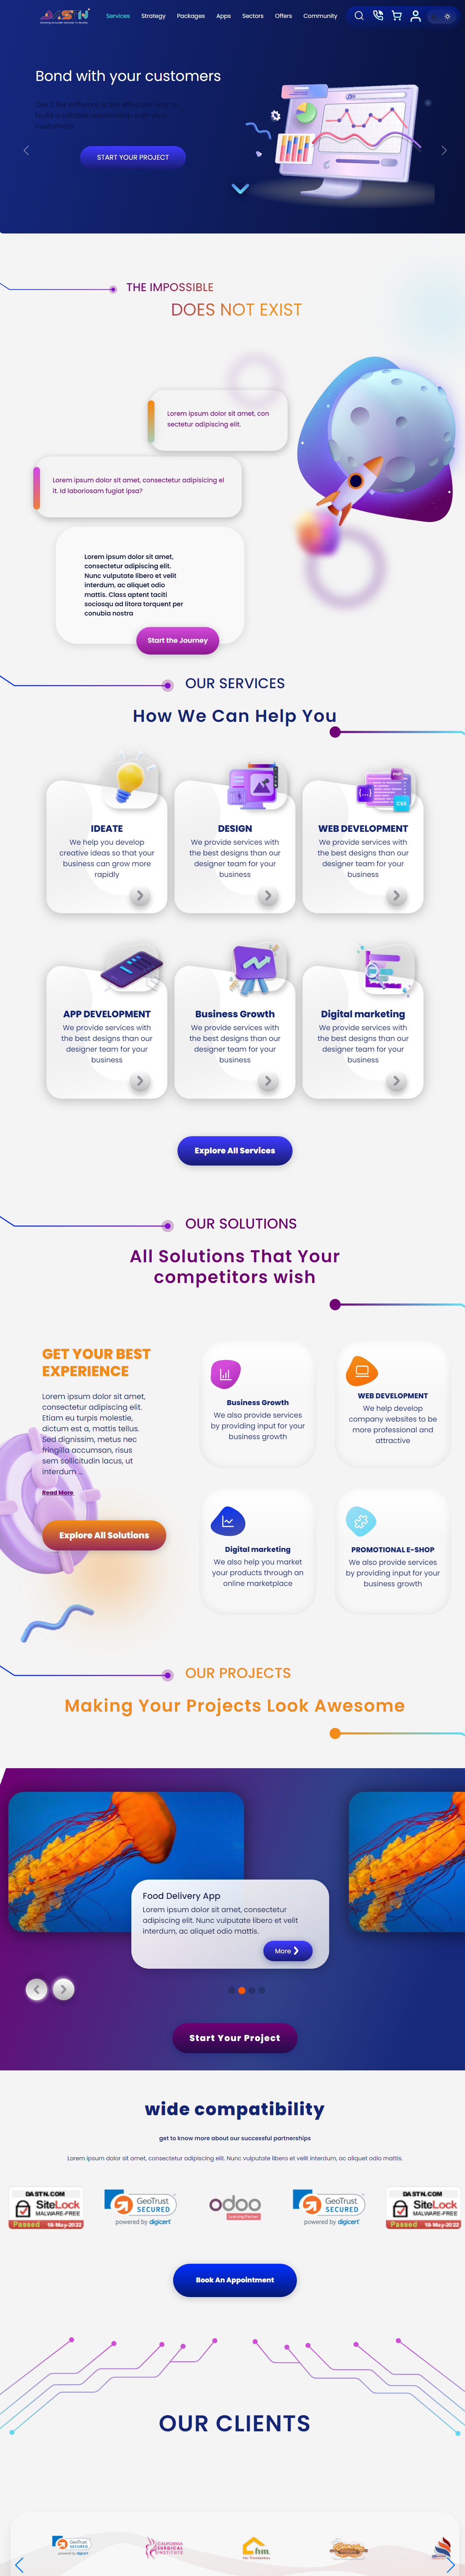 DASTN
Services Strategy Packages Apps Sectors Offers Community
Bond with your customers
Our CRM software is the effective way to
build a reliable relationship with your
customers
START YOUR PROJECT
THE IMPOSSIBLE
DOES NOT EXIST
Lorem ipsum dolor sit amet, con
sectetur adipiscing elit.
Lorem ipsum dolor sit amet, consectetur adipisicing el
it. Id laboriosam fugiat ipsa?
Lorem ipsum dolor sit amet,
consectetur adipiscing elit.
Nunc vulputate libero et velit
interdum, ac aliquet odio
mattis. Class aptent taciti
sociosqu ad litora torquent per
conubia nostra
Start the Journey
OUR SERVICES
How We Can Help You
PHP
{...}
CSS
IDEATE
We help you develop
creative ideas so that your
business can grow more
rapidly
DESIGN
We provide services with
the best designs than our
designer team for your
business
WEB DEVELOPMENT
We provide services with
the best designs than our
designer team for your
business
APP DEVELOPMENT
We provide services with
the best designs than our
designer team for your
business
Business Growth
We provide services with
the best designs than our
designer team for your
business
Digital marketing
We provide services with
the best designs than our
designer team for your
business
Explore All Services
OUR SOLUTIONS
All Solutions That Your
competitors wish
GET YOUR BEST
EXPERIENCE
Lorem ipsum dolor sit amet,
consectetur adipiscing elit.
Etiam eu turpis molestie,
dictum est a, mattis tellus.
Sed dignissim, metus nec
fringilla accumsan, risus
sem sollicitudin lacus, ut
interdum ...
Read More
Explore All Solutions
Business Growth
We also provide services
by providing input for your
business growth
WEB DEVELOPMENT
We help develop
company websites to be
more professional and
attractive
Digital marketing
We also help you market
your products through an
online marketplace
PROMOTIONAL E-SHOP
We also provide services
by providing input for your
business growth
OUR PROJECTS
Making Your Projects Look Awesome
Food Delivery App
Lorem ipsum dolor sit amet, consectetur
adipiscing elit. Nunc vulputate libero et velit
interdum, ac aliquet odio mattis.
More
Start Your Project
wide compatibility
get to know more about our successful partnerships
Lorem ipsum dolor sit amet, consectetur adipiscing elit. Nunc vulputate libero et velit interdum, ac aliquet odio mattis.
DASTN.COM
SiteLock
MALWARE-FREE
Passed 18-May-2022
GeoTrust
SECURED
powered by digicert
odoo
Learning Partner
GeoTrust
SECURED
powered by digicert
DASTN.COM
SiteLock
MALWARE-FREE
Passed 18-May-2022
Book An Appointment
OUR CLIENTS
GeoTrust
SECURED
powered by digicert
CALIFORNIA
SURGICAL
INSTITUTE
fhm.
For Trusteeships